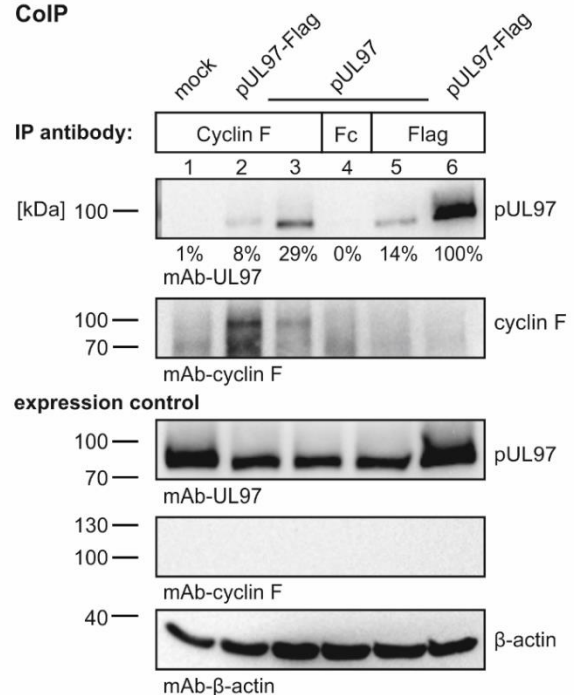 CoIP
mock pUL97-Flag pUL97 pUL97-Flag
IP antibody: Cyclin F Fc Flag
1 2 3 4 5 6
[kDa] 100 pUL97
1% 8% 29% 0% 14% 100%
mAb-UL97
100 cyclin F
70
mAb-cyclin F
expression control
100 pUL97
70
mAb-UL97
130
100
mAb-cyclin F
40
β-actin
mAb-β-actin